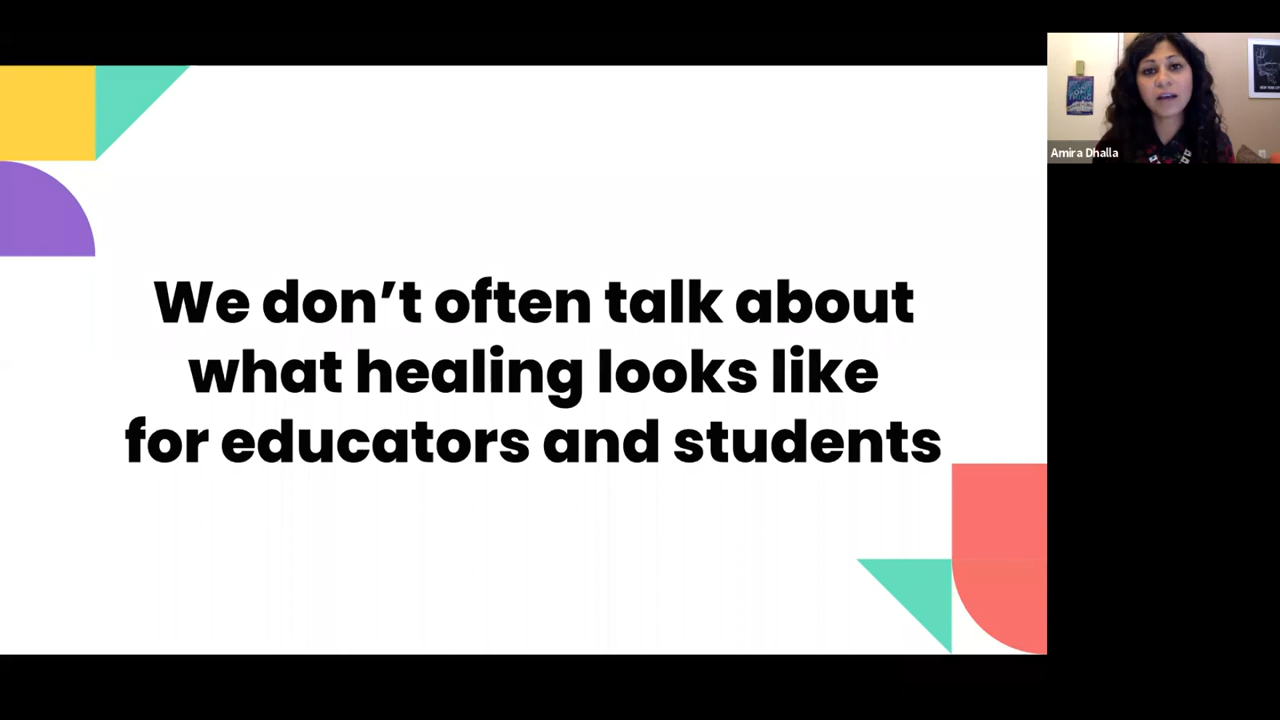 We don’t often talk about
what healing looks like
for educators and students
Amira Dhalla